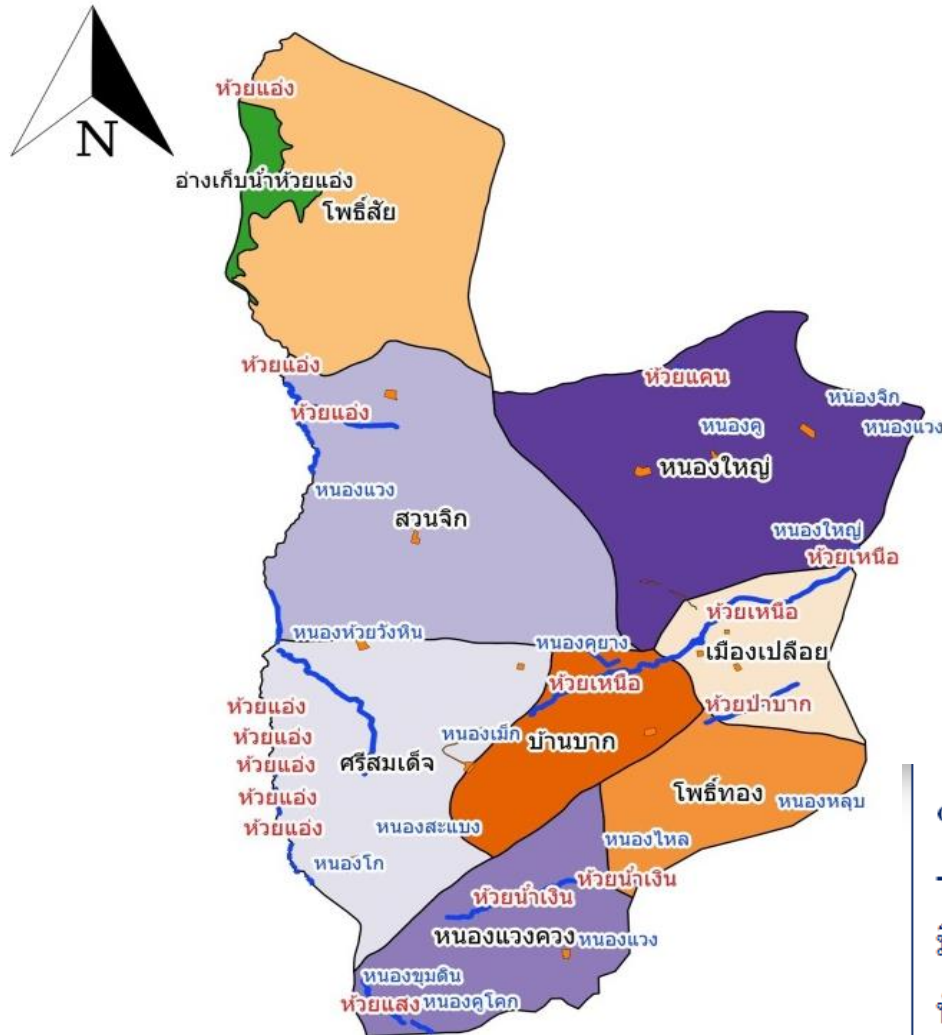 N
ห้วยแอ่ง
อ่างเก็บน้ำห้วยแอ่ง
โพธิ์สัย
ห้วยแอ่ง
ห้วยแคน
หนองจิก
ห้วยแอ่ง
หนองคู
หนองแวง
หนองใหญ่
หนองแวง
สวนจิก
หนองใหญ่
ห้วยเหนือ
ห้วยเหนือ
หนองห้วยวังหิน
หนองคุยาง
เมืองเปลือย
ห้วยเหนือ
ห้วยแอ่ง
ห้วยป่าบาก
ห้วยแอ่ง
หนองเม็ก
บ้านบาก
ห้วยแอ่ง
ศรีสมเด็จ
โพธิ์ทอง
ห้วยแอ่ง
หนองหลุบ
ห้วยแอ่ง
หนองสะแบง
หนองไหล
หนองโก
ห้วยน้ำเงิน
ห้วยน้ำเงิน
หนองแวงควง
หนองแวง
หนองขุมดิน
ห้วยแสง
หนองคูโคก